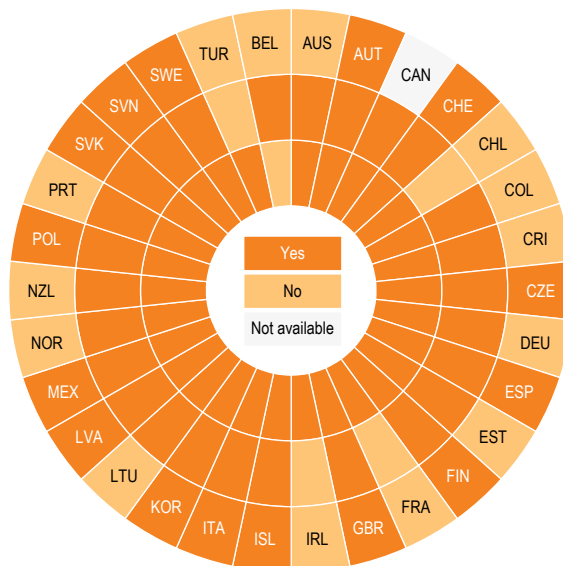 AUS
AUT
CAN
CHE
CHL
COL
CRI
CZE
DEU
ESP
EST
FIN
FRA
GBR
IRL
ISL
ITA
KOR
LTU
LVA
MEX
NOR
NZL
POL
PRT
SVK
SVN
SWE
TUR
BEL
Yes
No
Not available